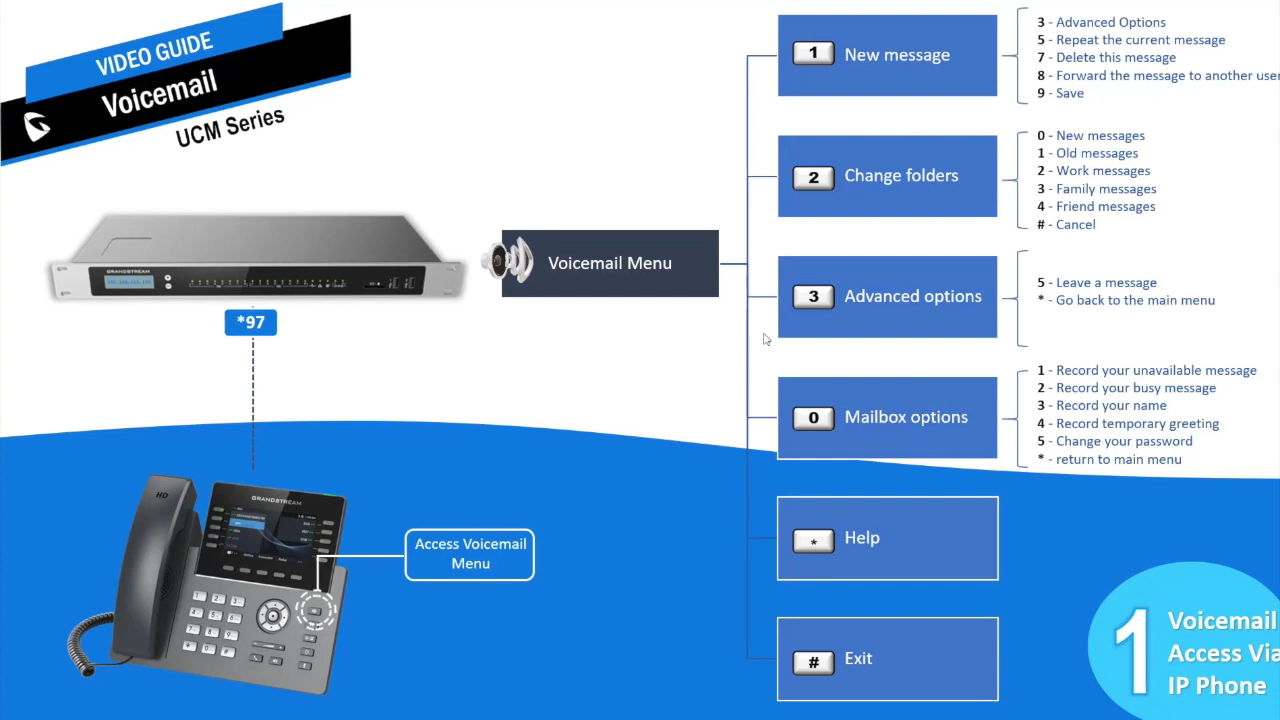 VIDEO GUIDE
Voicemail
UCM Series
GRANDSTREAM
*97
Voicemail Menu
HD
GRANDSTREAM
Access Voicemail
Menu
1 New message
3 - Advanced Options
5 - Repeat the current message
7 - Delete this message
8 - Forward the message to another user
9 - Save
2 Change folders
0 - New messages
1 - Old messages
2 - Work messages
3 - Family messages
4 - Friend messages
# - Cancel
3 Advanced options
5 - Leave a message
* - Go back to the main menu
0 Mailbox options
1 - Record your unavailable message
2 - Record your busy message
3 - Record your name
4 - Record temporary greeting
5 - Change your password
* - return to main menu
* Help
# Exit
1
Voicemail
Access Via
IP Phone